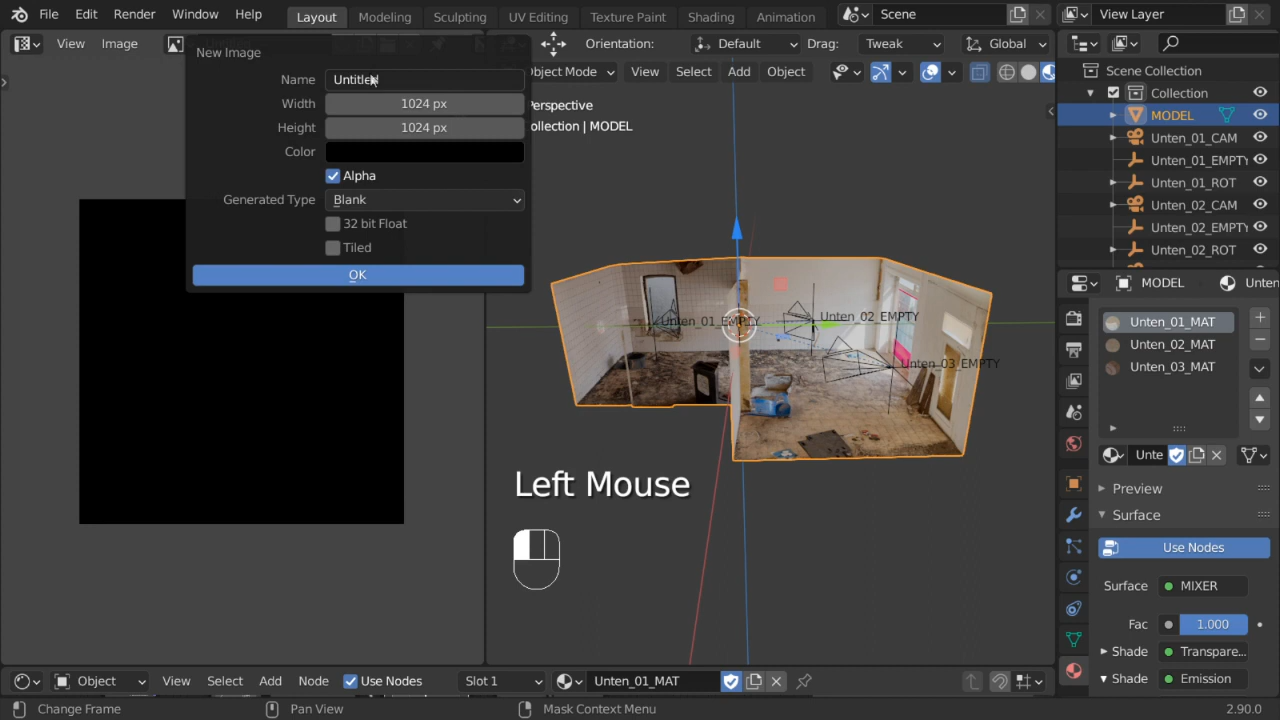 File Edit Render Window Help Layout Modeling Sculpting UV Editing Texture Paint Shading Animation Scene View Layer
View Image Orientation: Default Drag: Tweak Global
New Image
Name Untitled
Width 1024 px
Height 1024 px
Color
Alpha
Generated Type Blank
32 bit Float
Tiled
OK
bject Mode View Select Add Object
Perspective
ollection | MODEL
Unten_01_EMPTY
Unten_02_EMPTY
Unten_03_EMPTY
Left Mouse
Scene Collection
Collection
MODEL
Unten_01_CAM
Unten_01_EMPTY
Unten_01_ROT
Unten_02_CAM
Unten_02_EMPTY
Unten_02_ROT
MODEL Unten
Unten_01_MAT
Unten_02_MAT
Unten_03_MAT
Unte
Preview
Surface
Use Nodes
Surface MIXER
Fac 1.000
Shade Transpare...
Shade Emission
Object View Select Add Node Use Nodes Slot 1 Unten_01_MAT
Change Frame Pan View Mask Context Menu 2.90.0